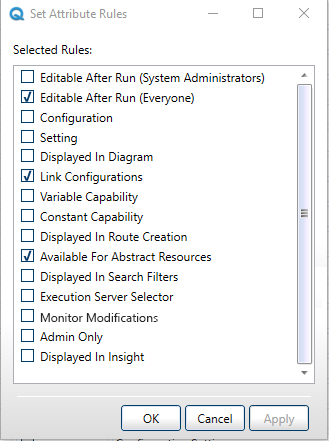 Set Attribute Rules
Selected Rules:
Editable After Run (System Administrators)
Editable After Run (Everyone)
Configuration
Setting
Displayed In Diagram
Link Configurations
Variable Capability
Constant Capability
Displayed In Route Creation
Available For Abstract Resources
Displayed In Search Filters
Execution Server Selector
Monitor Modifications
Admin Only
Displayed In Insight
OK
Cancel
Apply